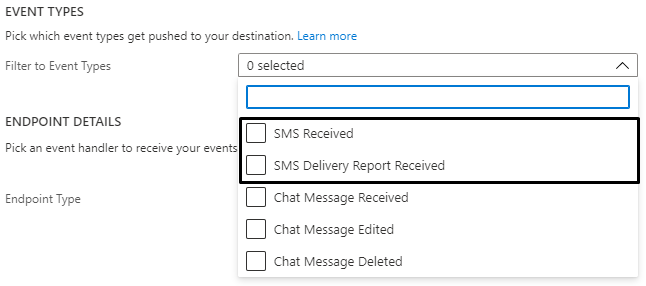 EVENT TYPES
Pick which event types get pushed to your destination. Learn more
Filter to Event Types
0 selected
ENDPOINT DETAILS
Pick an event handler to receive your events
Endpoint Type
SMS Received
SMS Delivery Report Received
Chat Message Received
Chat Message Edited
Chat Message Deleted